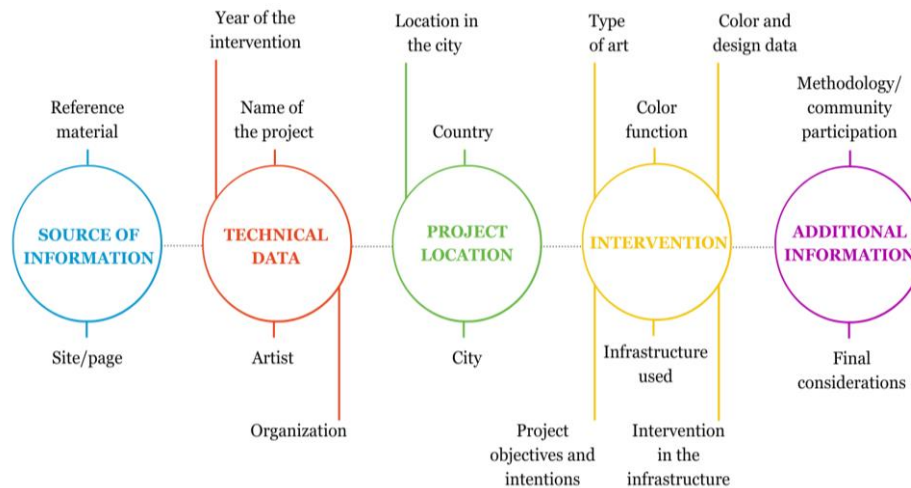 Year of the
intervention
Location in
the city
Type
of art
Color and
design data
Reference
material
Name of
the project
Country
Color
function
Methodology/
community
participation
SOURCE OF
INFORMATION
TECHNICAL
DATA
PROJECT
LOCATION
INTERVENTION
ADDITIONAL
INFORMATION
Site/page
Artist
City
Infrastructure
used
Final
considerations
Organization
Project
objectives and
intentions
Intervention
in the
infrastructure